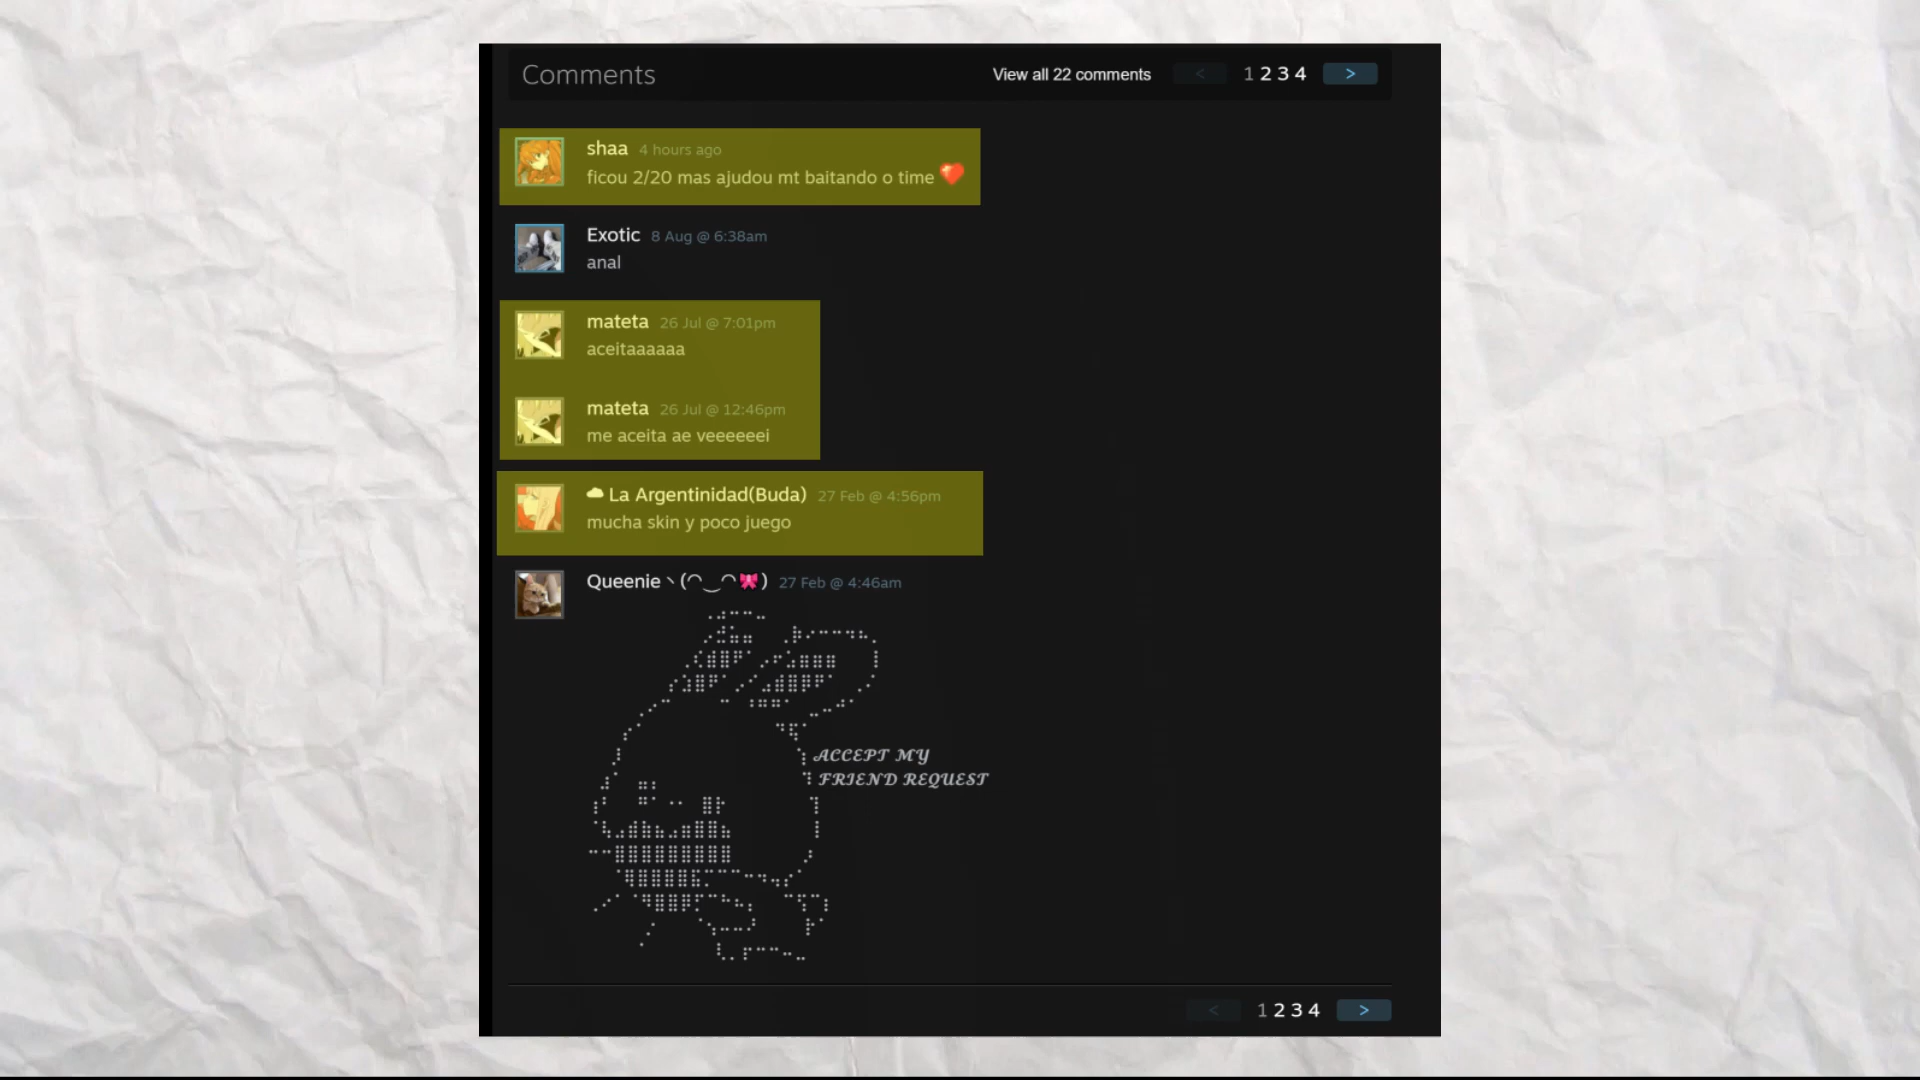 Comments View all 22 comments < 1 2 3 4 >
shaa 4 hours ago
ficou 2/20 mas ajudou mt baitando o time ❤️
Exotic 8 Aug @ 6:38am
anal
mateta 26 Jul @ 7:01pm
aceitaaaaaa
mateta 26 Jul @ 12:46pm
me aceita ae veeeeeei
☁ La Argentinidad(Buda) 27 Feb @ 4:56pm
mucha skin y poco juego
Queenie ヽ(◠‿◠🎀) 27 Feb @ 4:46am
ACCEPT MY
FRIEND REQUEST
< 1 2 3 4 >